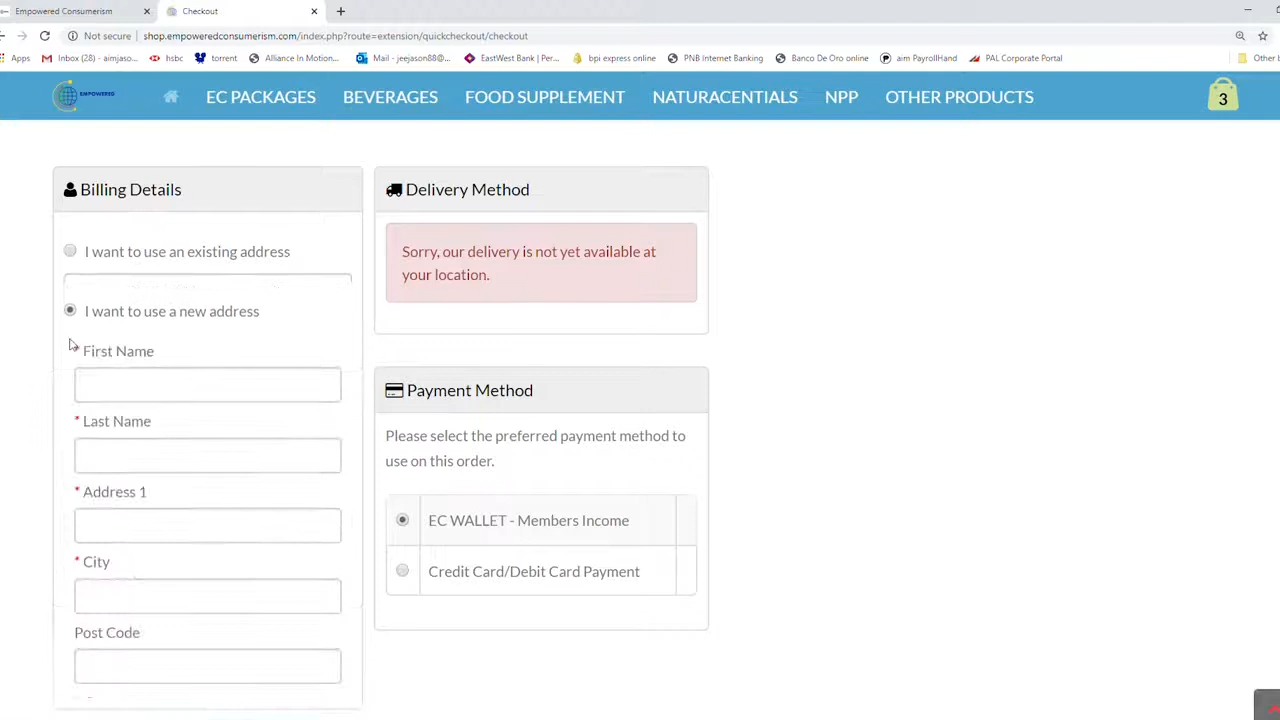 Empowered Consumerism
Checkout
Not secure
shop.empoweredconsumerism.com/index.php?route=extension/quickcheckout/checkout
Apps
Inbox (28) - aimjaso...
hsbc
torrent
Alliance In Motion...
Mail - jeejason88@...
EastWest Bank | Per...
bpi express online
PNB Internet Banking
Banco De Oro online
aim PayrollHand
PAL Corporate Portal
Other b
EMPOWERED
EC PACKAGES
BEVERAGES
FOOD SUPPLEMENT
NATURACENTIALS
NPP
OTHER PRODUCTS
3
Billing Details
I want to use an existing address
I want to use a new address
First Name
* Last Name
* Address 1
* City
Post Code
Delivery Method
Sorry, our delivery is not yet available at
your location.
Payment Method
Please select the preferred payment method to
use on this order.
EC WALLET - Members Income
Credit Card/Debit Card Payment